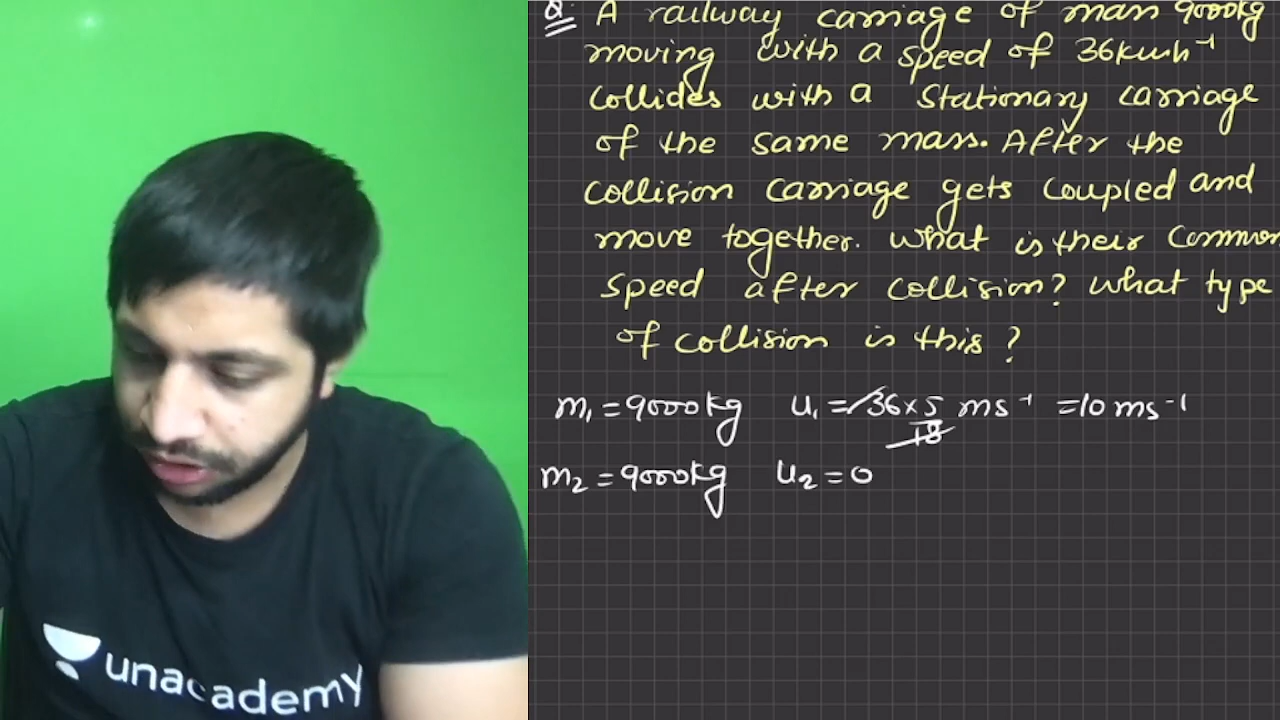 Q A railway carriage of mass 9000kg
moving with a speed of 36kmh⁻¹
collides with a stationary carriage
of the same mass. After the
collision carriage gets coupled and
move together. what is their common
speed after collision? what type
of collision is this?
m₁ = 9000kg u₁ = 36×5/18 ms⁻¹ = 10 ms⁻¹
m₂ = 9000kg u₂ = 0
unacademy